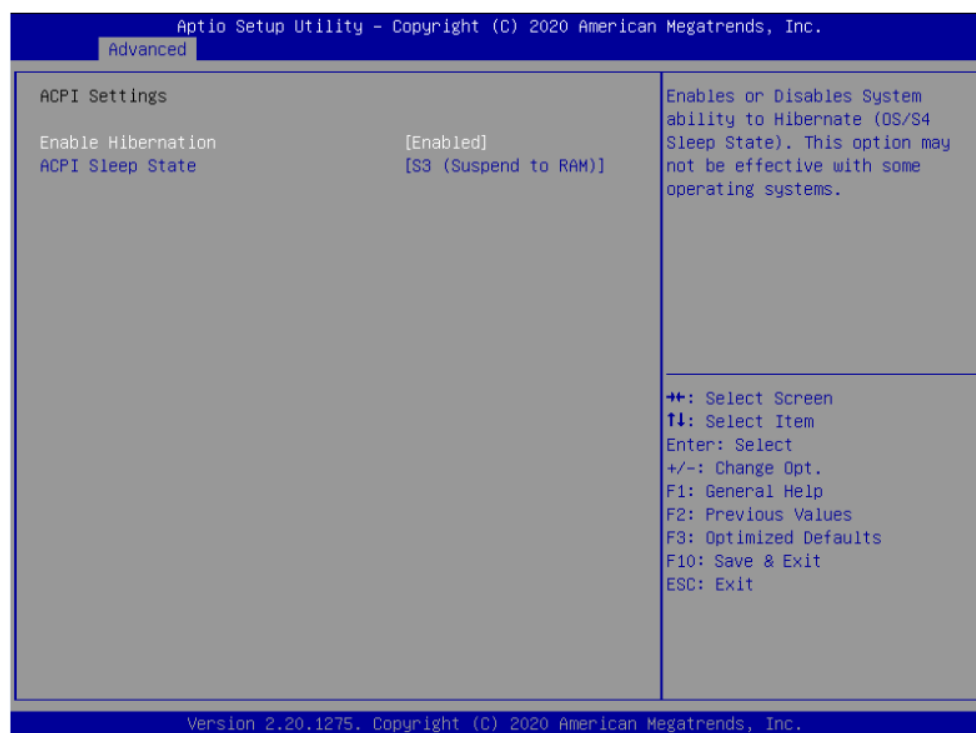 Aptio Setup Utility – Copyright (C) 2020 American Megatrends, Inc.
Advanced
ACPI Settings
Enable Hibernation [Enabled]
ACPI Sleep State [S3 (Suspend to RAM)]
Enables or Disables System
ability to Hibernate (OS/S4
Sleep State). This option may
not be effective with some
operating systems.
→←: Select Screen
↑↓: Select Item
Enter: Select
+/-: Change Opt.
F1: General Help
F2: Previous Values
F3: Optimized Defaults
F10: Save & Exit
ESC: Exit
Version 2.20.1275. Copyright (C) 2020 American Megatrends, Inc.